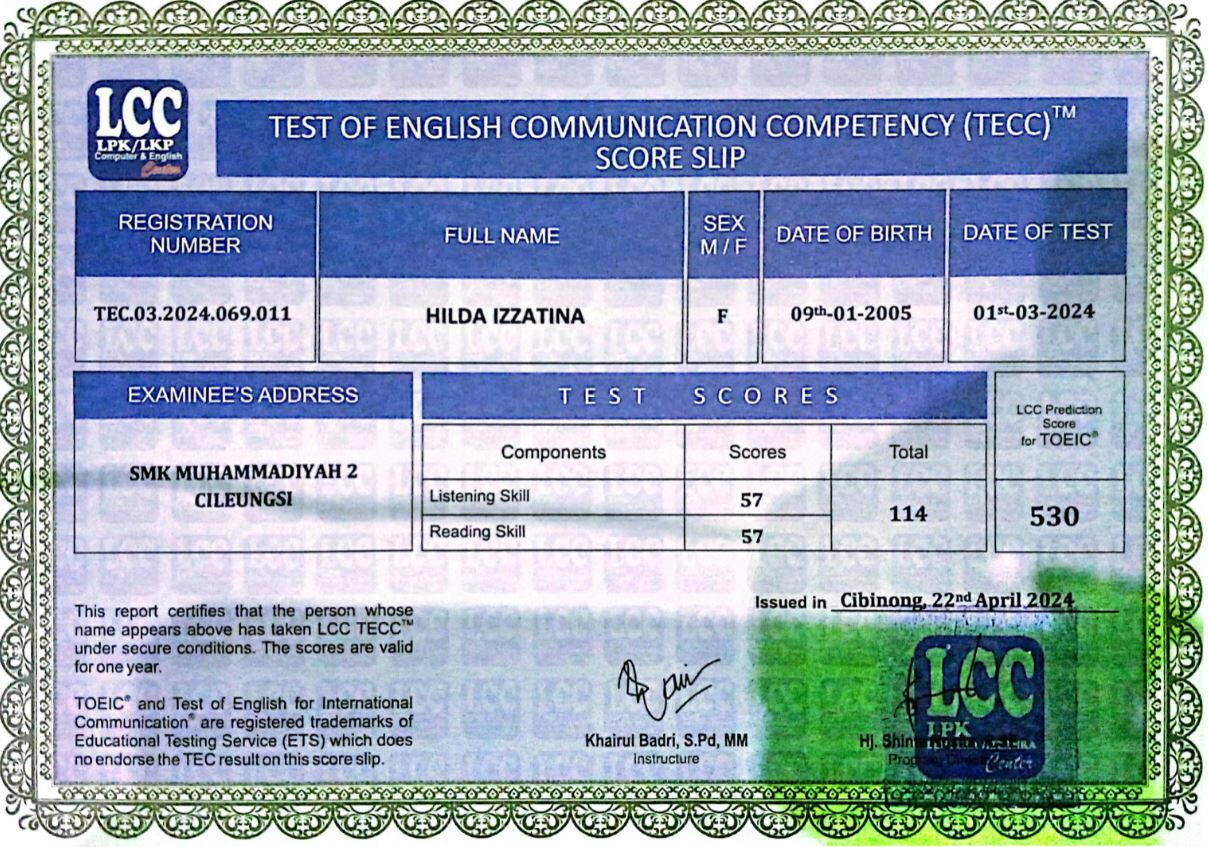 LCC
LPK/LKP
Computer & English
Center
TEST OF ENGLISH COMMUNICATION COMPETENCY (TECC)™
SCORE SLIP
REGISTRATION
NUMBER
FULL NAME
SEX
M / F
DATE OF BIRTH
DATE OF TEST
TEC.03.2024.069.011
HILDA IZZATINA
F
09th-01-2005
01st-03-2024
EXAMINEE'S ADDRESS
TEST SCORES
LCC Prediction
Score
for TOEIC®
Components
Scores
Total
SMK MUHAMMADIYAH 2
CILEUNGSI
Listening Skill
57
114
530
Reading Skill
57
Issued in Cibinong, 22nd April 2024
This report certifies that the person whose
name appears above has taken LCC TECC™
under secure conditions. The scores are valid
for one year.
TOEIC® and Test of English for International
Communication® are registered trademarks of
Educational Testing Service (ETS) which does
no endorse the TEC result on this score slip.
Khairul Badri, S.Pd, MM
Instructure
Hj.
LCC
LPK
Center